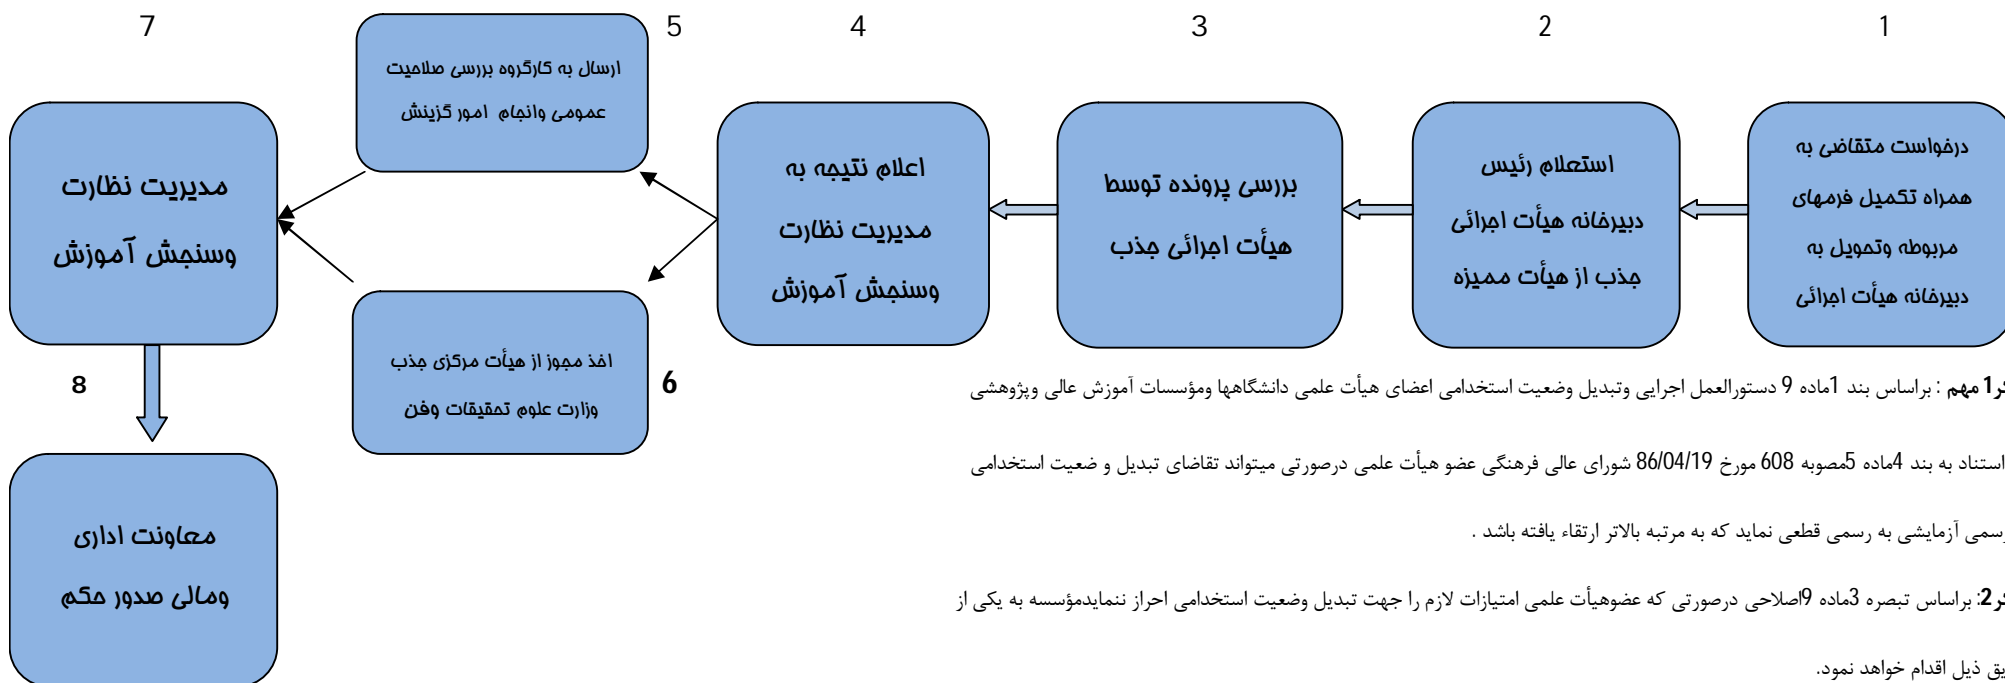 1
درخواست متقاضی به
همراه تکمیل فرمهای
مربوطه وتحویل به
دبیرخانه هیأت اجرائی
2
استعلام رئیس
دبیرخانه هیأت اجرائی
جذب از هیأت ممیزه
3
بررسی پرونده توسط
هیأت اجرائی جذب
4
اعلام نتیجه به
مدیریت نظارت
وسنجش آموزش
5
ارسال به کارگروه بررسی صلاحیت
عمومی وانجام امور گزینش
6
اخذ مجوز از هیأت مرکزی جذب
وزارت علوم تحقیقات وفن
7
مدیریت نظارت
وسنجش آموزش
8
معاونت اداری
ومالی صدور حکم
1 مهم : براساس بند 1ماده 9 دستورالعمل اجرایی وتبدیل وضعیت استخدامی اعضای هیأت علمی دانشگاهها ومؤسسات آموزش عالی وپژوهشی
استناد به بند 4ماده 5مصوبه 608 مورخ 86/04/19 شورای عالی فرهنگی عضو هیأت علمی درصورتی میتواند تقاضای تبدیل و ضعیت استخدامی
سمی آزمایشی به رسمی قطعی نماید که به مرتبه بالاتر ارتقاء یافته باشد .
2: براساس تبصره 3ماده 9اصلاحی درصورتی که عضوهیأت علمی امتیازات لازم را جهت تبدیل وضعیت استخدامی احراز ننمایدمؤسسه به یکی از
یق ذیل اقدام خواهد نمود.